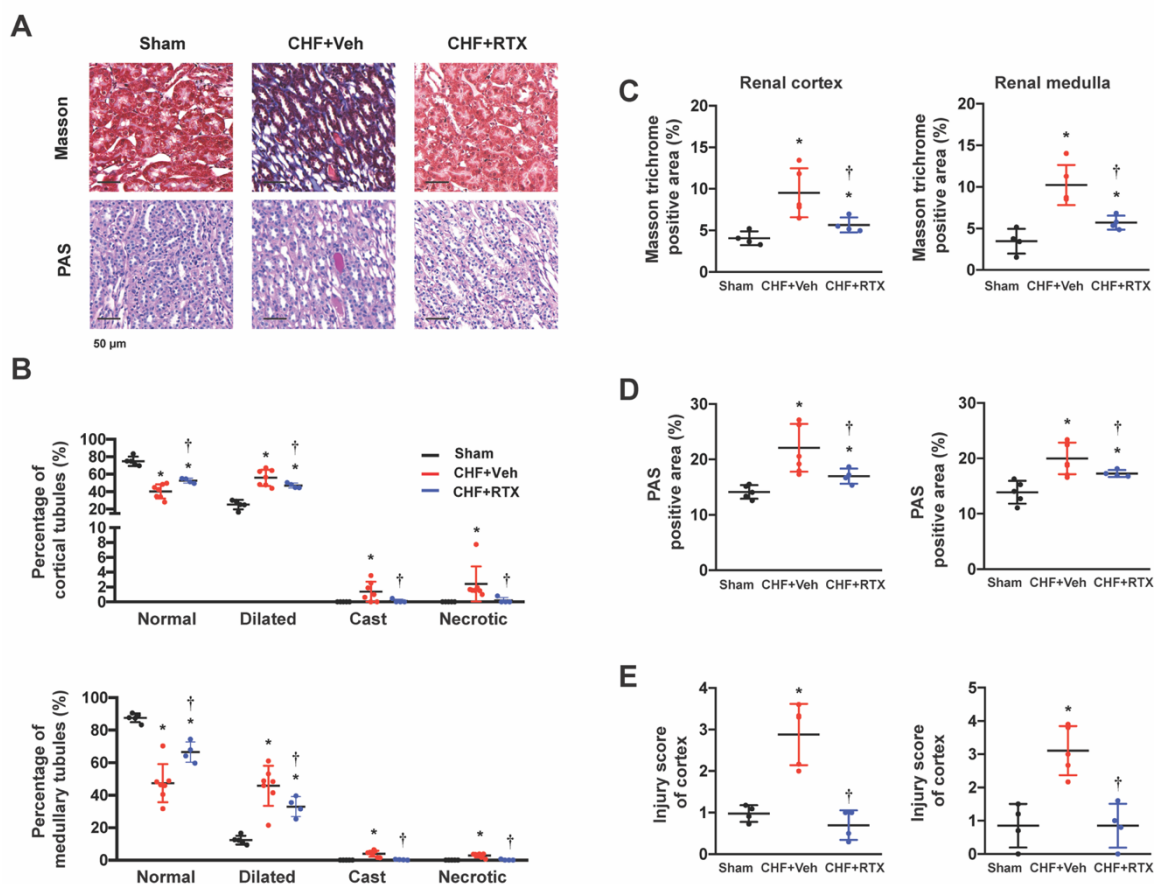 A
Sham CHF+Veh CHF+RTX
Masson
PAS
50 µm
B
Percentage of
cortical tubules (%)
100
80
60
40
20
14
12
10
8
6
4
2
0
Sham
CHF+Veh
CHF+RTX
* † * * † * * † * †
Normal Dilated Cast Necrotic
Percentage of
medullary tubules (%)
100
80
60
40
20
0
* † * * † * * † * †
Normal Dilated Cast Necrotic
C
Renal cortex
Masson trichrome
positive area (%)
20
15
10
5
0
* † *
Sham CHF+Veh CHF+RTX
Renal medulla
Masson trichrome
positive area (%)
20
15
10
5
0
* † *
Sham CHF+Veh CHF+RTX
D
PAS
positive area (%)
30
20
10
0
* † *
Sham CHF+Veh CHF+RTX
PAS
positive area (%)
30
20
10
0
* † *
Sham CHF+Veh CHF+RTX
E
Injury score
of cortex
4
3
2
1
0
* †
Sham CHF+Veh CHF+RTX
Injury score
of cortex
5
4
3
2
1
0
* †
Sham CHF+Veh CHF+RTX